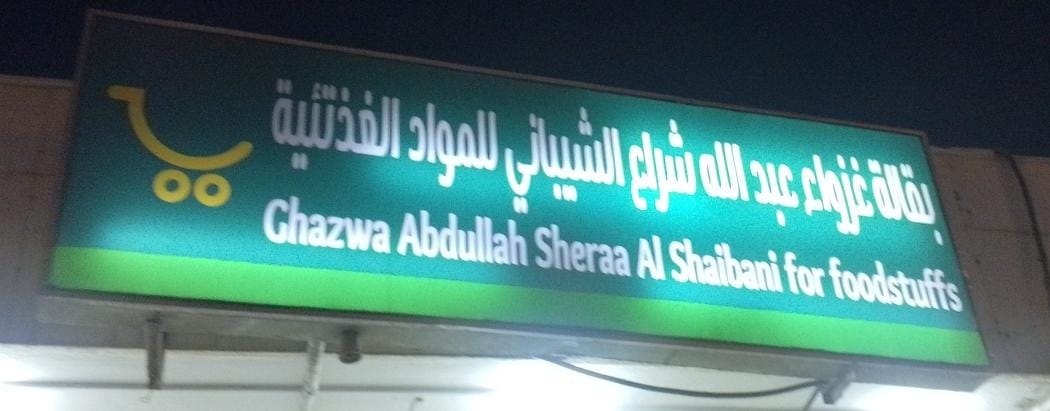 بقالة غزواء عبد الله شراع الشيباني للمواد الغذائية
Ghazwa Abdullah Sheraa Al Shaibani for foodstuffs